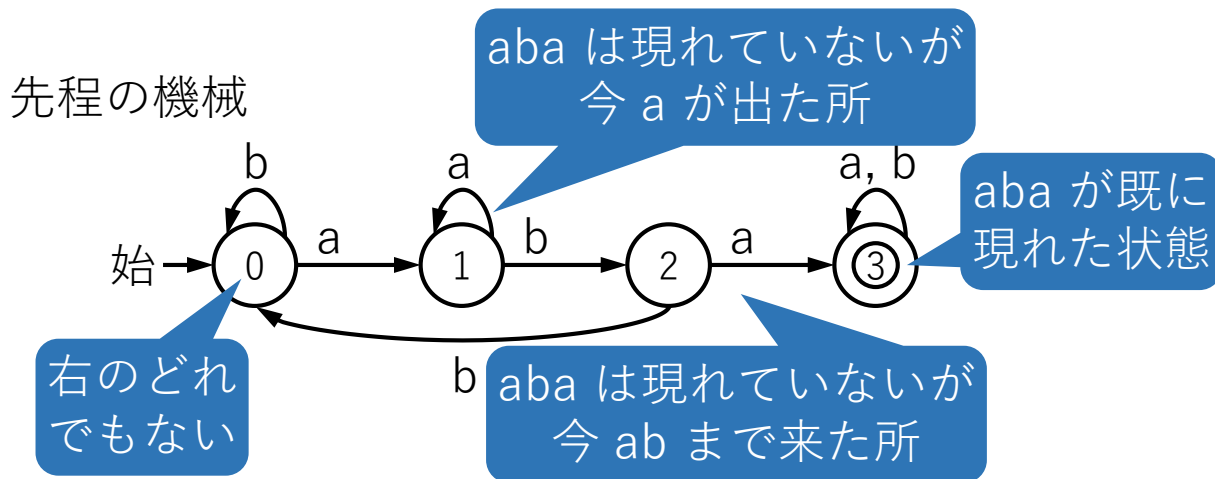 先程の機械
aba は現れていないが
今 a が出た所
b
a
a, b
aba が既に
現れた状態
始
0
a
1
b
2
a
3
右のどれ
でもない
b
aba は現れていないが
今 ab まで来た所